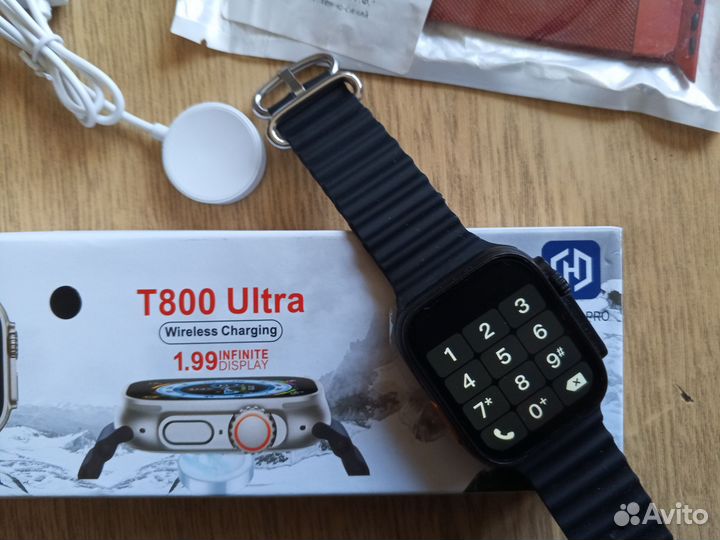 T800 Ultra
Wireless Charging
1.99 INFINITE
DISPLAY
PRO
1 2 3
4 5 6
7* 8 9#
0+
Avito